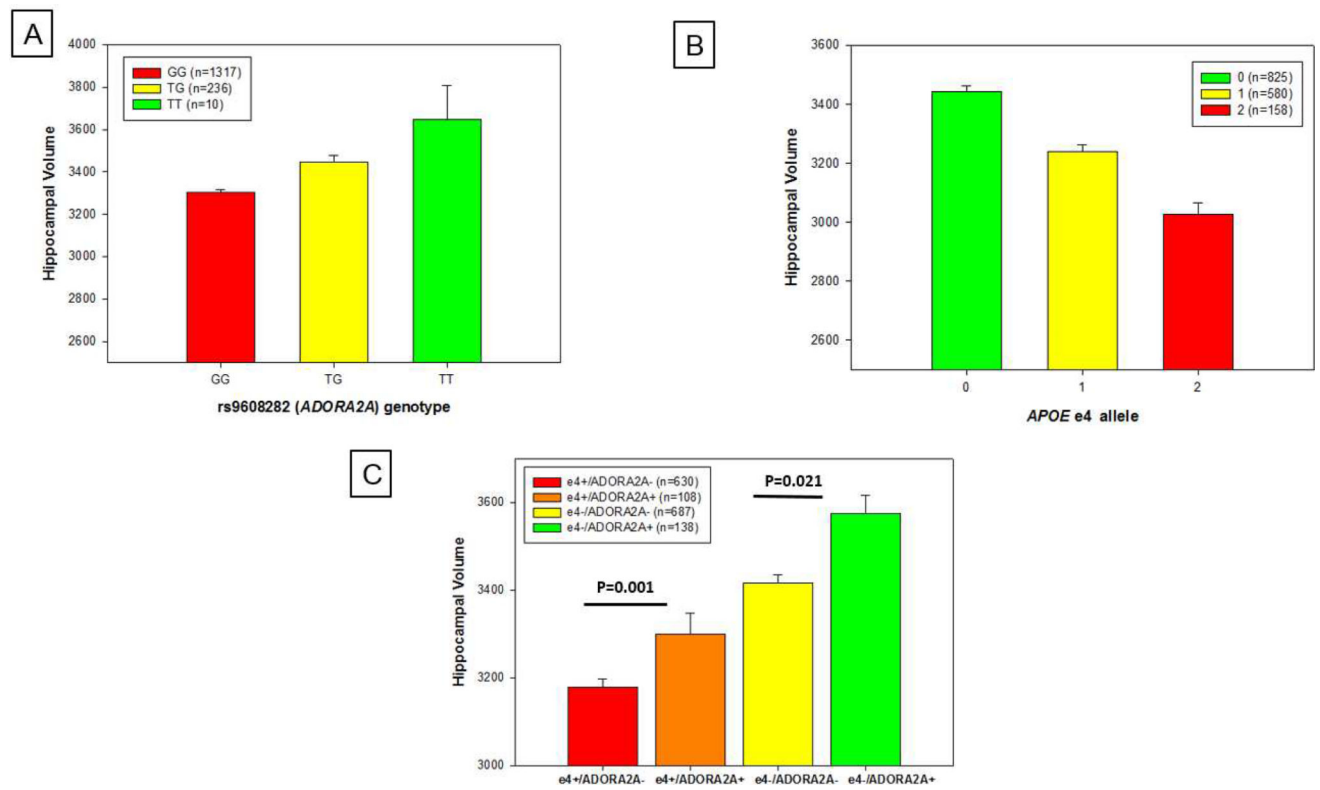 A
4000
3800
3600
3400
3200
3000
2800
2600
Hippocampal Volume
GG (n=1317)
TG (n=236)
TT (n=10)
GG TG TT
rs9608282 (ADORA2A) genotype
B
3600
3400
3200
3000
2800
2600
Hippocampal Volume
0 (n=825)
1 (n=580)
2 (n=158)
0 1 2
APOE e4 allele
C
3600
3400
3200
3000
Hippocampal Volume
e4+/ADORA2A- (n=630)
e4+/ADORA2A+ (n=108)
e4-/ADORA2A- (n=687)
e4-/ADORA2A+ (n=138)
P=0.001
P=0.021
e4+/ADORA2A- e4+/ADORA2A+ e4-/ADORA2A- e4-/ADORA2A+